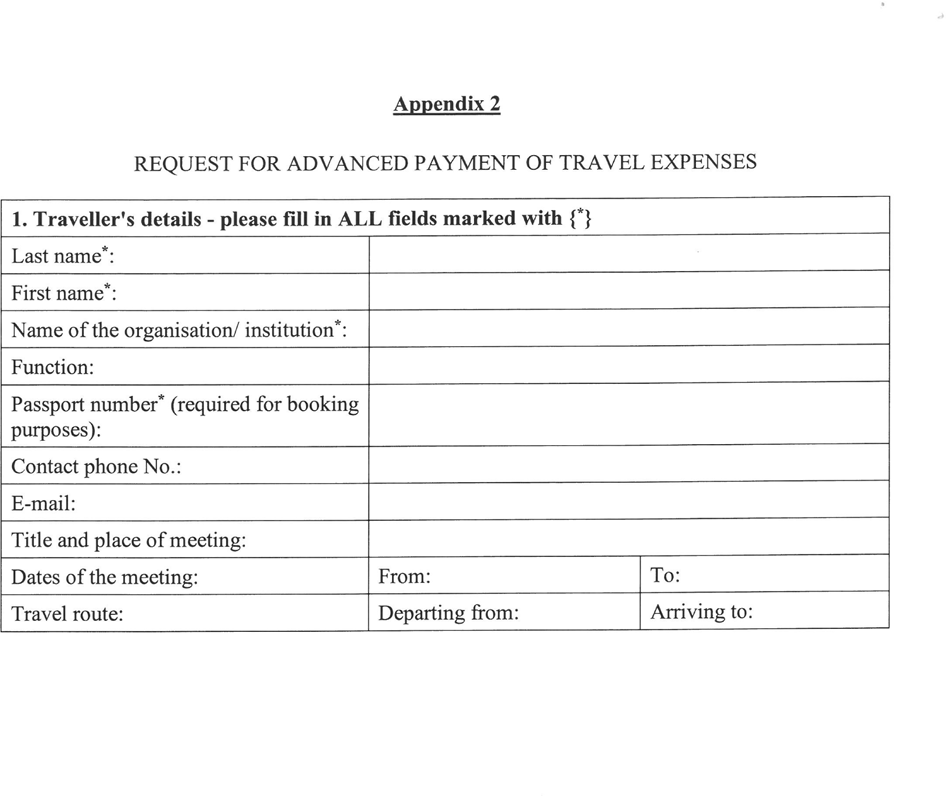 Appendix 2
REQUEST FOR ADVANCED PAYMENT OF TRAVEL EXPENSES
1. Traveller's details - please fill in ALL fields marked with {*}
Last name*:
First name*:
Name of the organisation/ institution*:
Function:
Passport number* (required for booking
purposes):
Contact phone No.:
E-mail:
Title and place of meeting:
Dates of the meeting: From: To:
Travel route: Departing from: Arriving to: